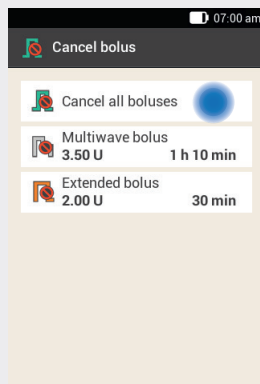 07:00 am
Cancel bolus
Cancel all boluses
Multiwave bolus
3.50 U 1 h 10 min
Extended bolus
2.00 U 30 min